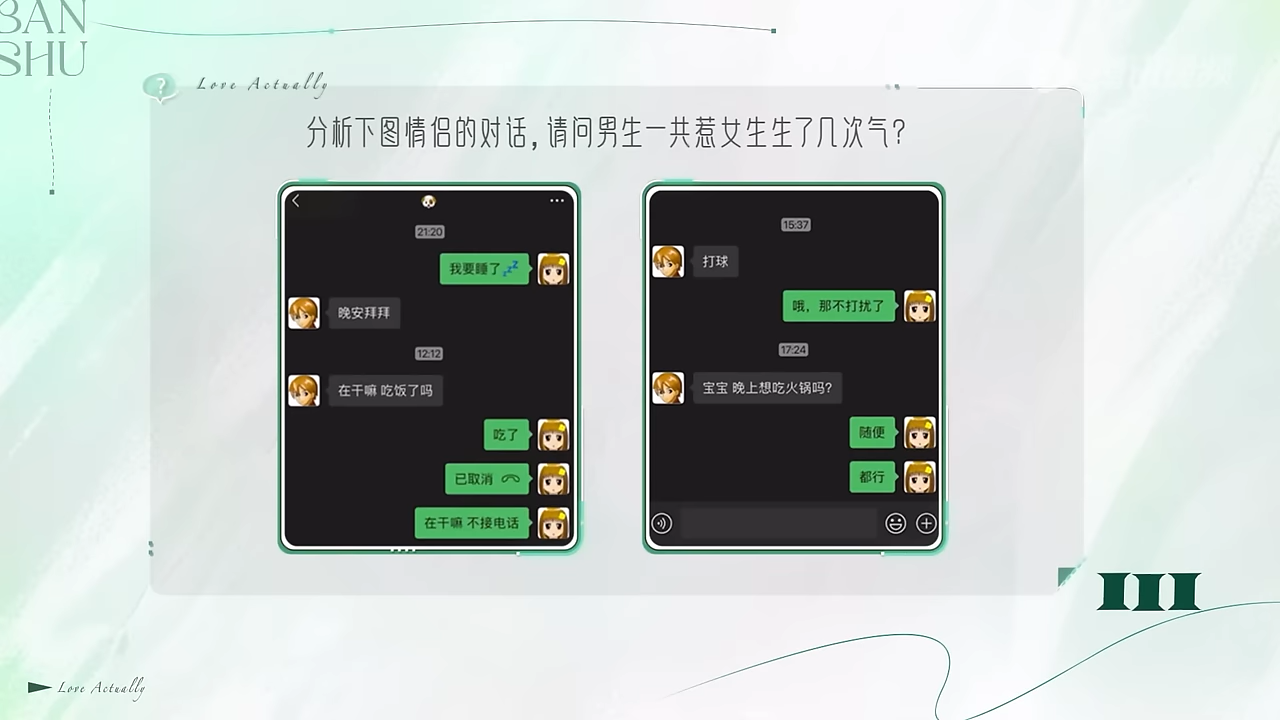 BAN
SHU
?
Love Actually
分析下图情侣的对话,请问男生一共惹女生生了几次气?
21:20
我要睡了💤
晚安拜拜
12:12
在干嘛 吃饭了吗
吃了
已取消
在干嘛 不接电话
15:37
打球
哦，那不打扰了
17:24
宝宝 晚上想吃火锅吗?
随便
都行
III
Love Actually